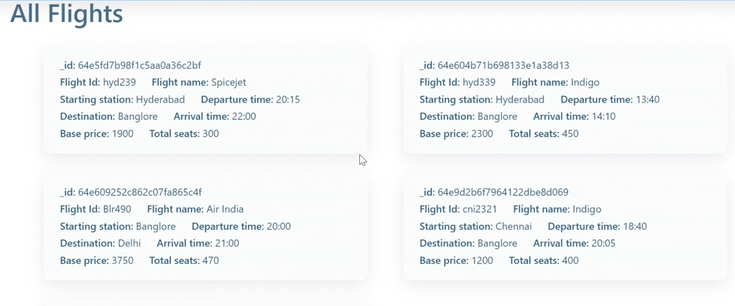 All Flights
_id: 64e5fd7b98f1c5aa0a36c2bf
Flight Id: hyd239 Flight name: Spicejet
Starting station: Hyderabad Departure time: 20:15
Destination: Banglore Arrival time: 22:00
Base price: 1900 Total seats: 300
_id: 64e604b71b698133e1a38d13
Flight Id: hyd339 Flight name: Indigo
Starting station: Hyderabad Departure time: 13:40
Destination: Banglore Arrival time: 14:10
Base price: 2300 Total seats: 450
_id: 64e609252c862c07fa865c4f
Flight Id: Blr490 Flight name: Air India
Starting station: Banglore Departure time: 20:00
Destination: Delhi Arrival time: 21:00
Base price: 3750 Total seats: 470
_id: 64e9d2b6f7964122dbe8d069
Flight Id: cni2321 Flight name: Indigo
Starting station: Chennai Departure time: 18:40
Destination: Banglore Arrival time: 20:05
Base price: 1200 Total seats: 400